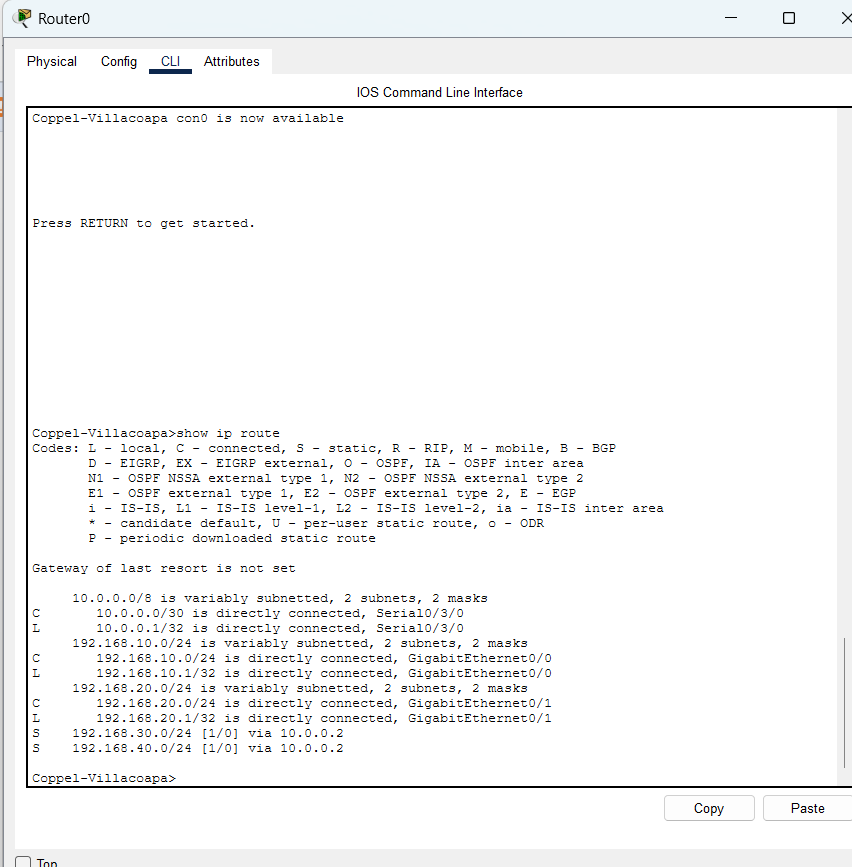 Router0
Physical Config CLI Attributes
IOS Command Line Interface
Coppel-Villacoapa con0 is now available
Press RETURN to get started.
Coppel-Villacoapa>show ip route
Codes: L - local, C - connected, S - static, R - RIP, M - mobile, B - BGP
D - EIGRP, EX - EIGRP external, O - OSPF, IA - OSPF inter area
N1 - OSPF NSSA external type 1, N2 - OSPF NSSA external type 2
E1 - OSPF external type 1, E2 - OSPF external type 2, E - EGP
i - IS-IS, L1 - IS-IS level-1, L2 - IS-IS level-2, ia - IS-IS inter area
* - candidate default, U - per-user static route, o - ODR
P - periodic downloaded static route
Gateway of last resort is not set
10.0.0.0/8 is variably subnetted, 2 subnets, 2 masks
C 10.0.0.0/30 is directly connected, Serial0/3/0
L 10.0.0.1/32 is directly connected, Serial0/3/0
192.168.10.0/24 is variably subnetted, 2 subnets, 2 masks
C 192.168.10.0/24 is directly connected, GigabitEthernet0/0
L 192.168.10.1/32 is directly connected, GigabitEthernet0/0
192.168.20.0/24 is variably subnetted, 2 subnets, 2 masks
C 192.168.20.0/24 is directly connected, GigabitEthernet0/1
L 192.168.20.1/32 is directly connected, GigabitEthernet0/1
S 192.168.30.0/24 [1/0] via 10.0.0.2
S 192.168.40.0/24 [1/0] via 10.0.0.2
Coppel-Villacoapa>
Copy Paste
Top